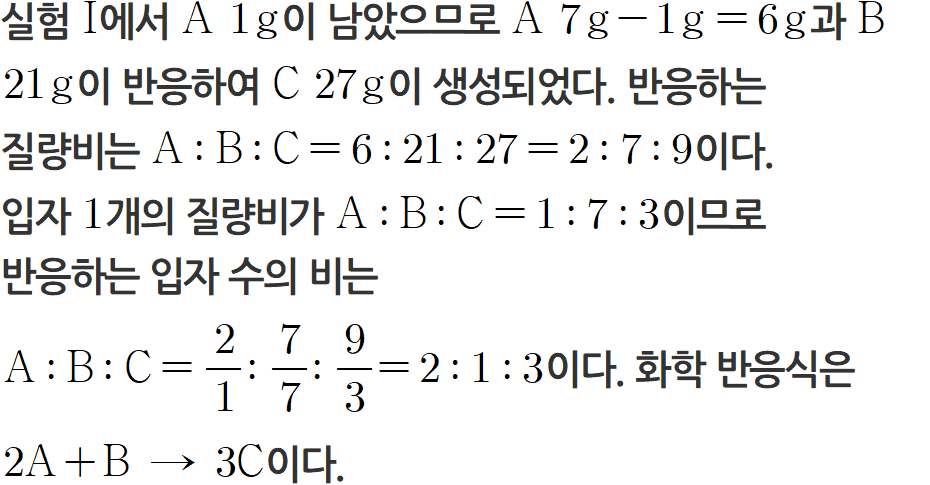 실험 I에서 A 1g이 남았으므로 A 7g−1g=6g과 B
21g이 반응하여 C 27g이 생성되었다. 반응하는
질량비는 A:B:C=6:21:27=2:7:9이다.
입자 1개의 질량비가 A:B:C=1:7:3이므로
반응하는 입자 수의 비는
A:B:C=2/1:7/7:9/3=2:1:3이다. 화학 반응식은
2A+B → 3C이다.